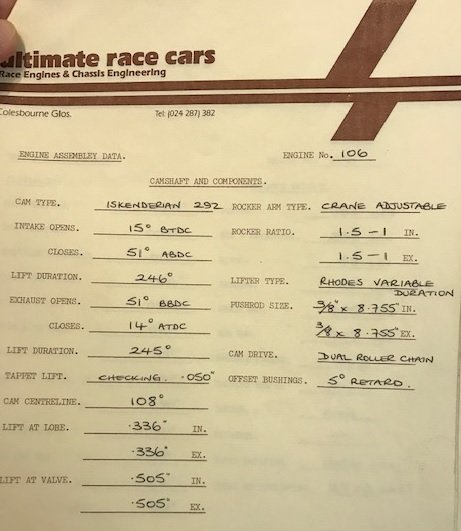 ultimate race cars
Race Engines & Chassis Engineering
Colesbourne Glos. Tel: (024 287) 382
ENGINE ASSEMBLEY DATA. ENGINE No. 106
CAMSHAFT AND COMPONENTS.
CAM TYPE. ISKENDERIAN 292 ROCKER ARM TYPE. CRANE ADJUSTABLE
INTAKE OPENS. 15° BTDC ROCKER RATIO. 1.5 - 1 IN.
CLOSES. 51° ABDC 1.5 - 1 EX.
LIFT DURATION. 246° LIFTER TYPE. RHODES VARIABLE DURATION
EXHAUST OPENS. 51° BBDC PUSHROD SIZE. 3/8" x 8.755" IN.
CLOSES. 14° ATDC 3/8 x 8.755" EX.
LIFT DURATION. 245° CAM DRIVE. DUAL ROLLER CHAIN
TAPPET LIFT. CHECKING. .050" OFFSET BUSHINGS. 5° RETARD.
CAM CENTRELINE. 108°
LIFT AT LOBE. .336" IN.
.336" EX.
LIFT AT VALVE. .505" IN.
.505" EX.